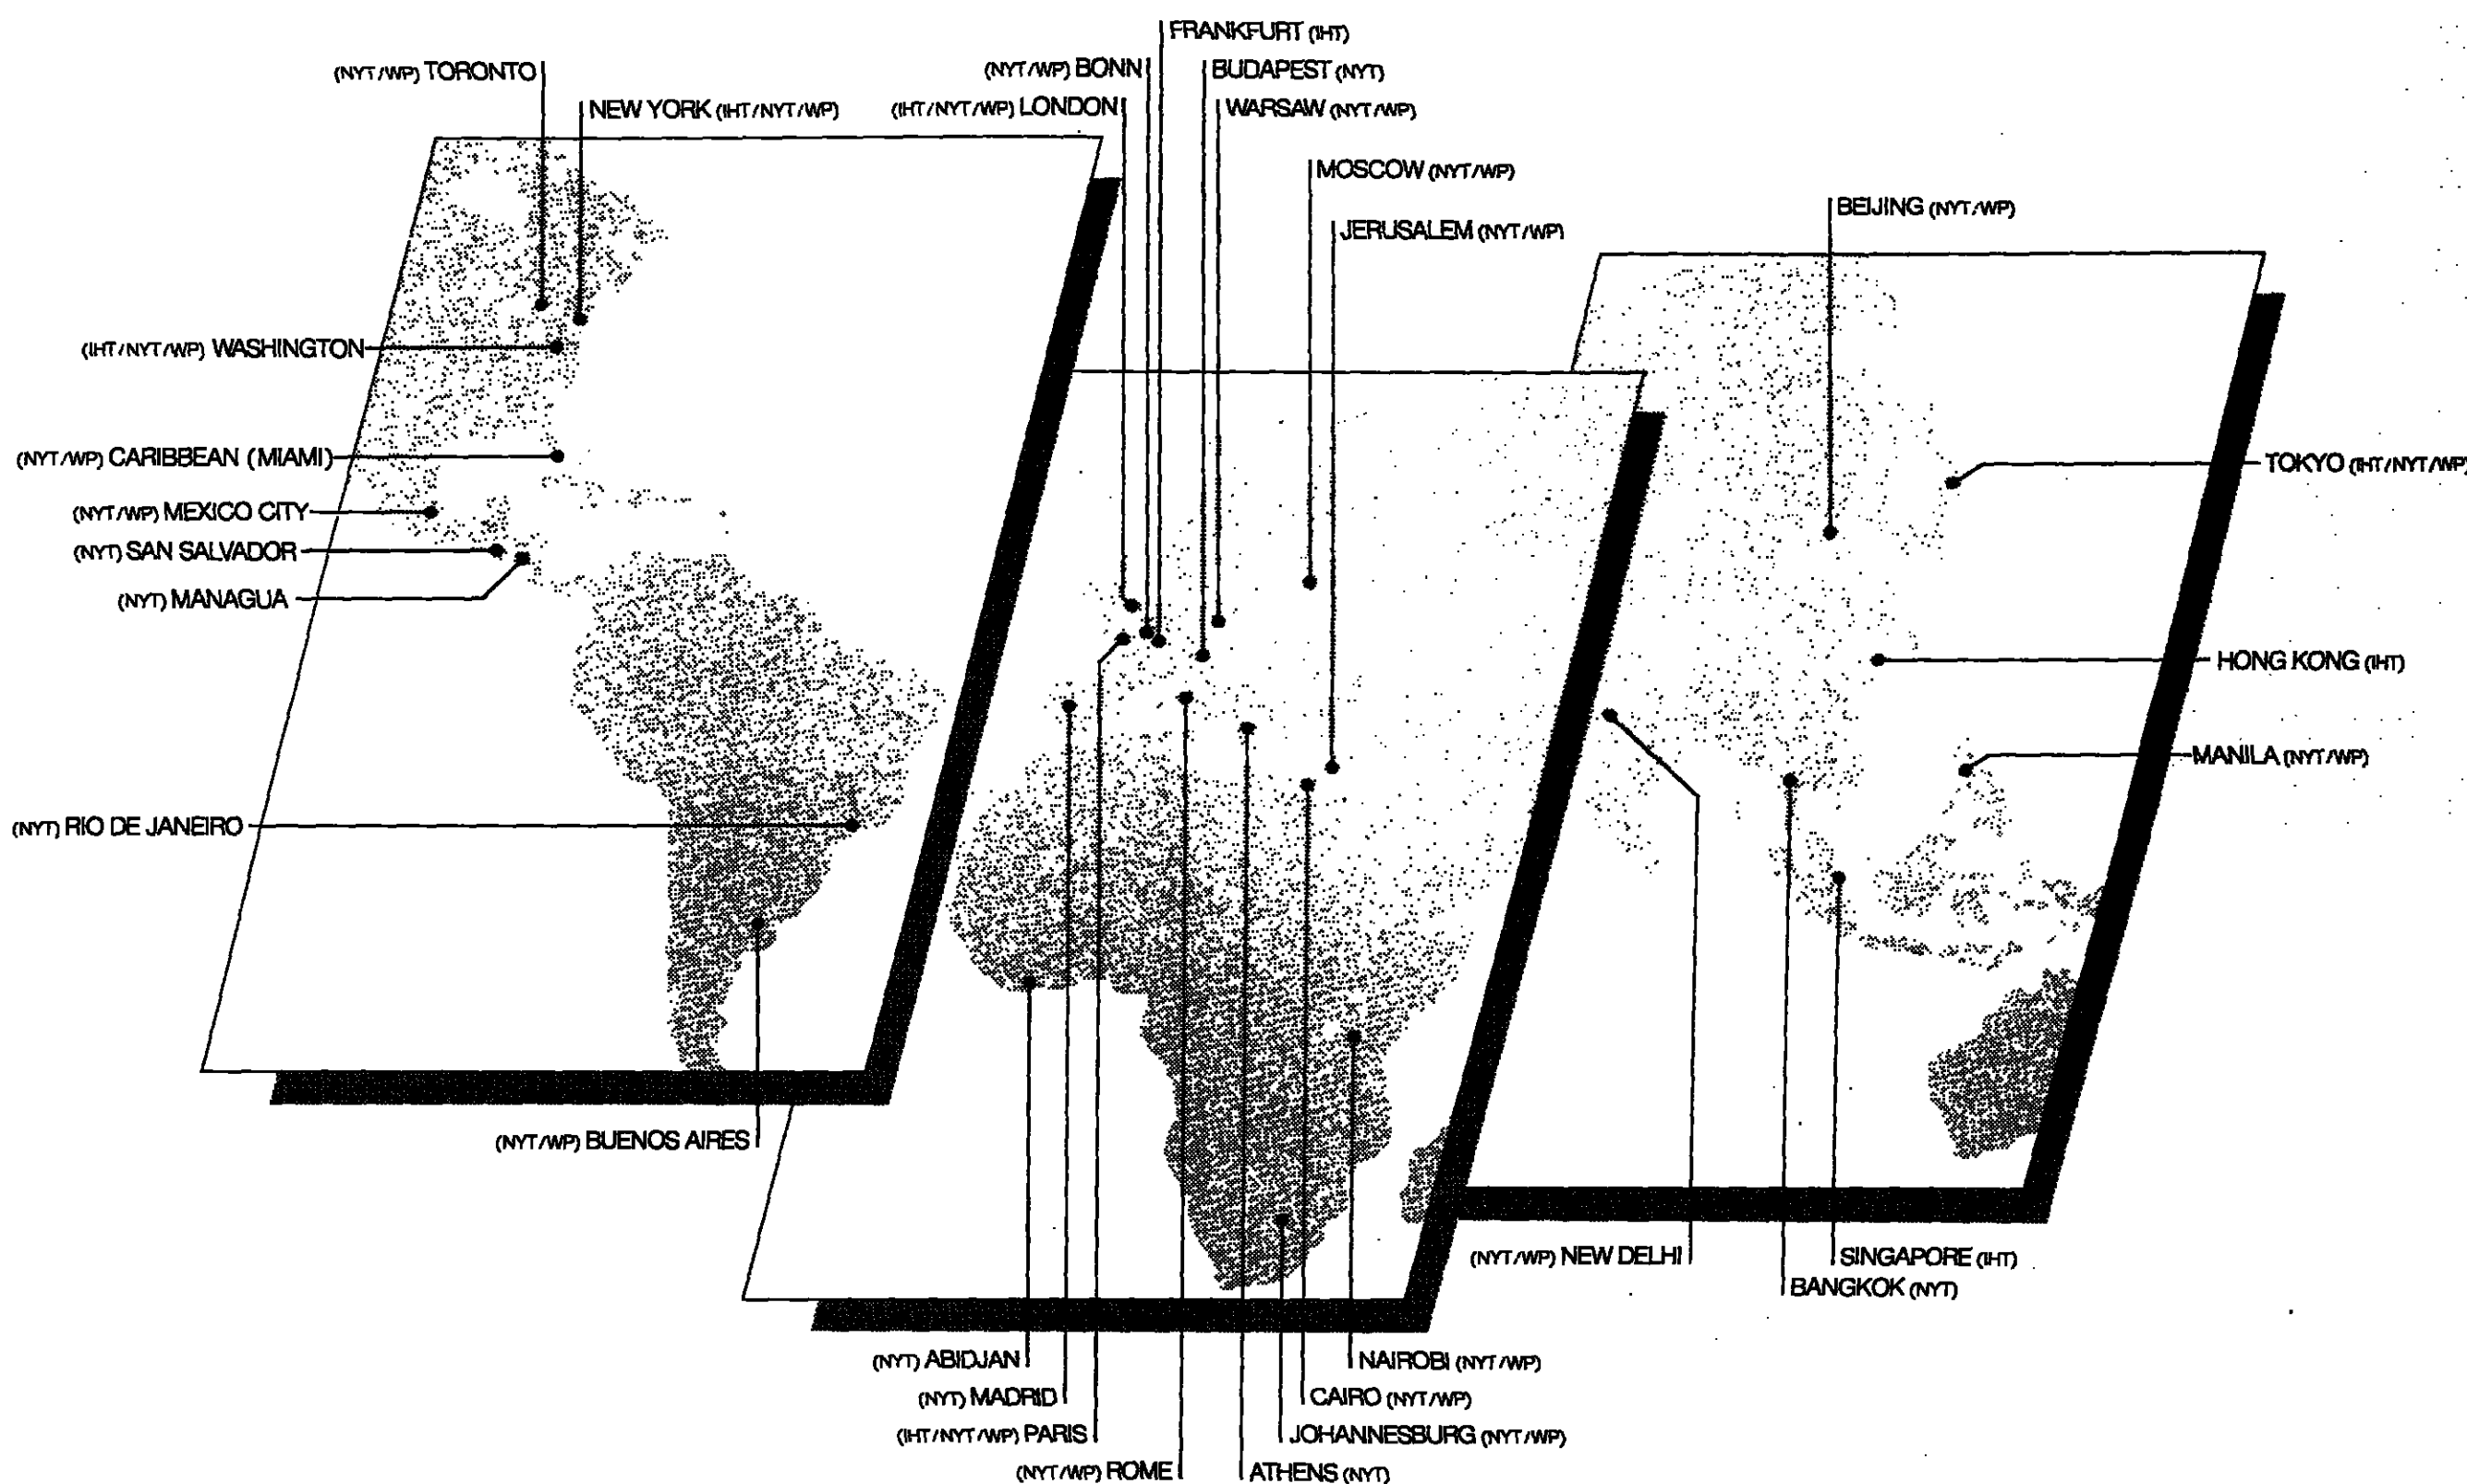 FRANKFURT (IHT)
(NYT/WP) TORONTO
(NYT/WP) BONN
BUDAPEST (NYT)
NEW YORK (IHT/NYT/WP)
(IHT/NYT/WP) LONDON
WARSAW (NYT/WP)
MOSCOW (NYT/WP)
BEIJING (NYT/WP)
JERUSALEM (NYT/WP)
(IHT/NYT/WP) WASHINGTON
(NYT/WP) CARIBBEAN (MIAMI)
TOKYO (IHT/NYT/WP)
(NYT/WP) MEXICO CITY
(NYT) SAN SALVADOR
(NYT) MANAGUA
HONG KONG (IHT)
MANILA (NYT/WP)
(NYT) RIO DE JANEIRO
(NYT/WP) BUENOS AIRES
(NYT/WP) NEW DELHI
SINGAPORE (IHT)
BANGKOK (NYT)
(NYT) ABIDJAN
NAIROBI (NYT/WP)
(NYT) MADRID
CAIRO (NYT/WP)
(IHT/NYT/WP) PARIS
JOHANNESBURG (NYT/WP)
(NYT/WP) ROME
ATHENS (NYT)